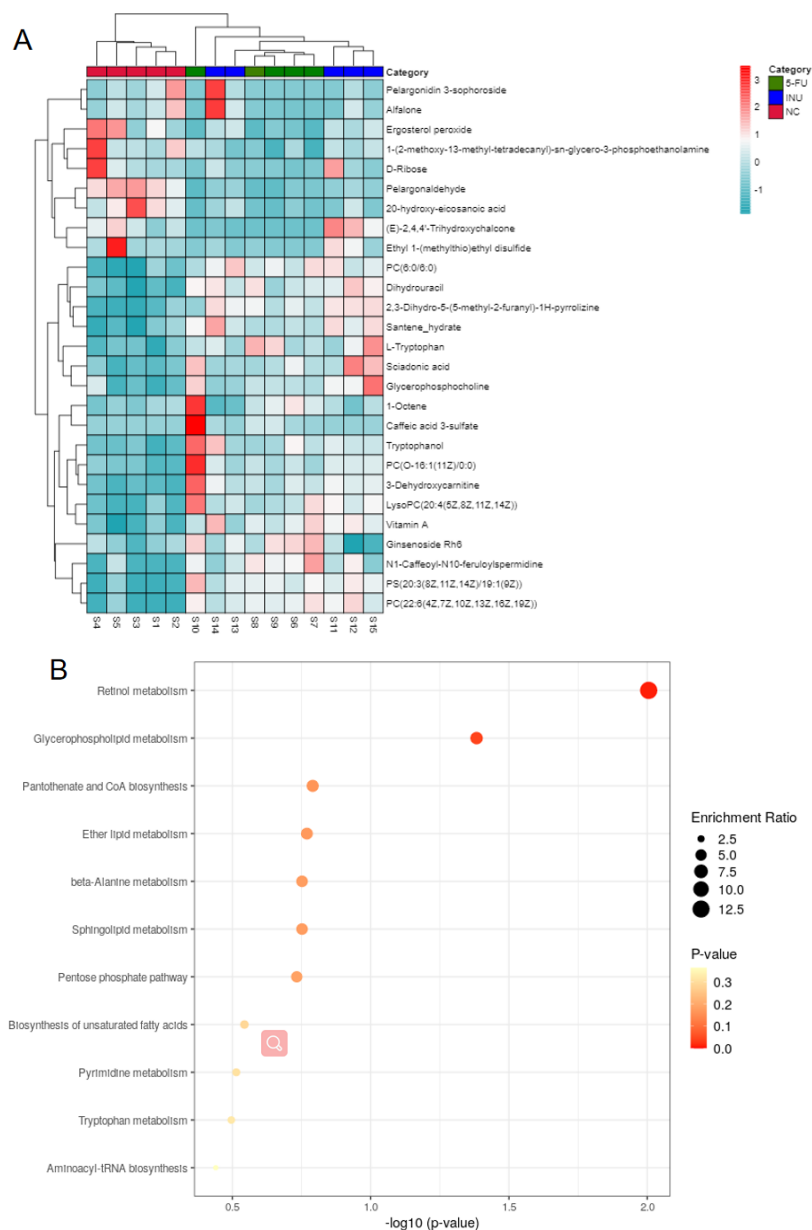 A
Category
Pelargonidin 3-sophoroside
Alfalone
Ergosterol peroxide
1-(2-methoxy-13-methyl-tetradecanyl)-sn-glycero-3-phosphoethanolamine
D-Ribose
Pelargonaldehyde
20-hydroxy-eicosanoic acid
(E)-2,4,4'-Trihydroxychalcone
Ethyl 1-(methylthio)ethyl disulfide
PC(6:0/6:0)
Dihydrouracil
2,3-Dihydro-5-(5-methyl-2-furanyl)-1H-pyrrolizine
Santene_hydrate
L-Tryptophan
Sciadonic acid
Glycerophosphocholine
1-Octene
Caffeic acid 3-sulfate
Tryptophanol
PC(O-16:1(11Z)/0:0)
3-Dehydroxycarnitine
LysoPC(20:4(5Z,8Z,11Z,14Z))
Vitamin A
Ginsenoside Rh6
N1-Caffeoyl-N10-feruloylspermidine
PS(20:3(8Z,11Z,14Z)/19:1(9Z))
PC(22:6(4Z,7Z,10Z,13Z,16Z,19Z))
S4 S5 S3 S1 S2 S10 S14 S13 S8 S9 S6 S7 S11 S12 S15
3
2
1
0
-1
Category
5-FU
INU
NC
B
Retinol metabolism
Glycerophospholipid metabolism
Pantothenate and CoA biosynthesis
Ether lipid metabolism
beta-Alanine metabolism
Sphingolipid metabolism
Pentose phosphate pathway
Biosynthesis of unsaturated fatty acids
Pyrimidine metabolism
Tryptophan metabolism
Aminoacyl-tRNA biosynthesis
0.5 1.0 1.5 2.0
-log10 (p-value)
Enrichment Ratio
2.5
5.0
7.5
10.0
12.5
P-value
0.3
0.2
0.1
0.0